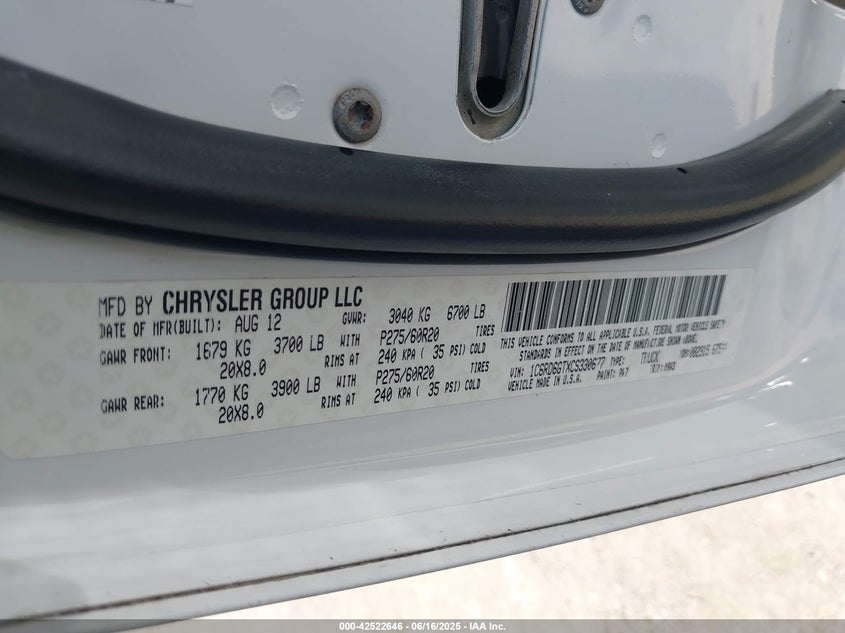 MFD BY CHRYSLER GROUP LLC
DATE OF MFR(BUILT): AUG 12 GVWR: 3040 KG 6700 LB
GAWR FRONT: 1679 KG 3700 LB WITH P275/60R20 TIRES
20X8.0 RIMS AT 240 KPA ( 35 PSI) COLD
GAWR REAR: 1770 KG 3900 LB WITH P275/60R20 TIRES
20X8.0 RIMS AT 240 KPA ( 35 PSI) COLD
THIS VEHICLE CONFORMS TO ALL APPLICABLE U.S.A. FEDERAL MOTOR VEHICLE SAFETY
STANDARDS IN EFFECT ON THE DATE OF MANUFACTURE SHOWN ABOVE.
VIN: 1C6RD6GTXCS330677 TYPE: TRUCK
PAINT: PW7
000-42522646 - 06/16/2025 - IAA Inc.